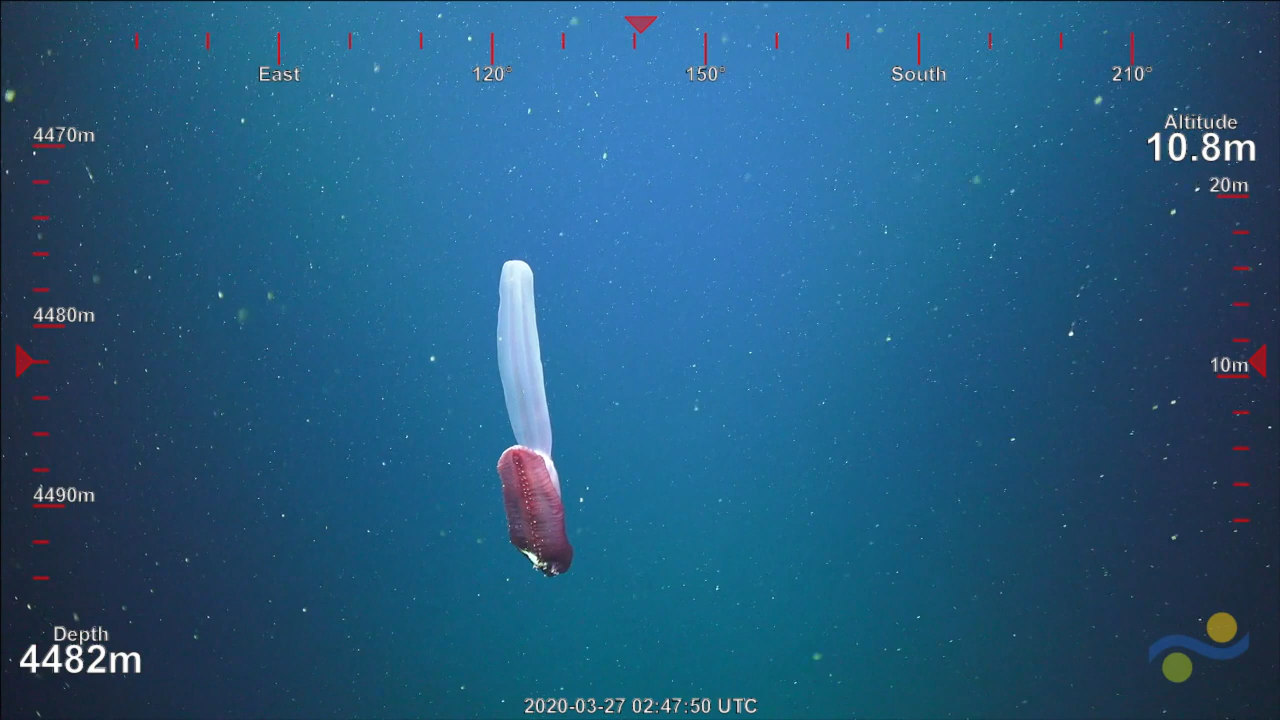 East 120° 150° South 210°
Altitude
10.8m
4470m
20m
4480m
10m
4490m
Depth
4482m
2020-03-27 02:47:50 UTC